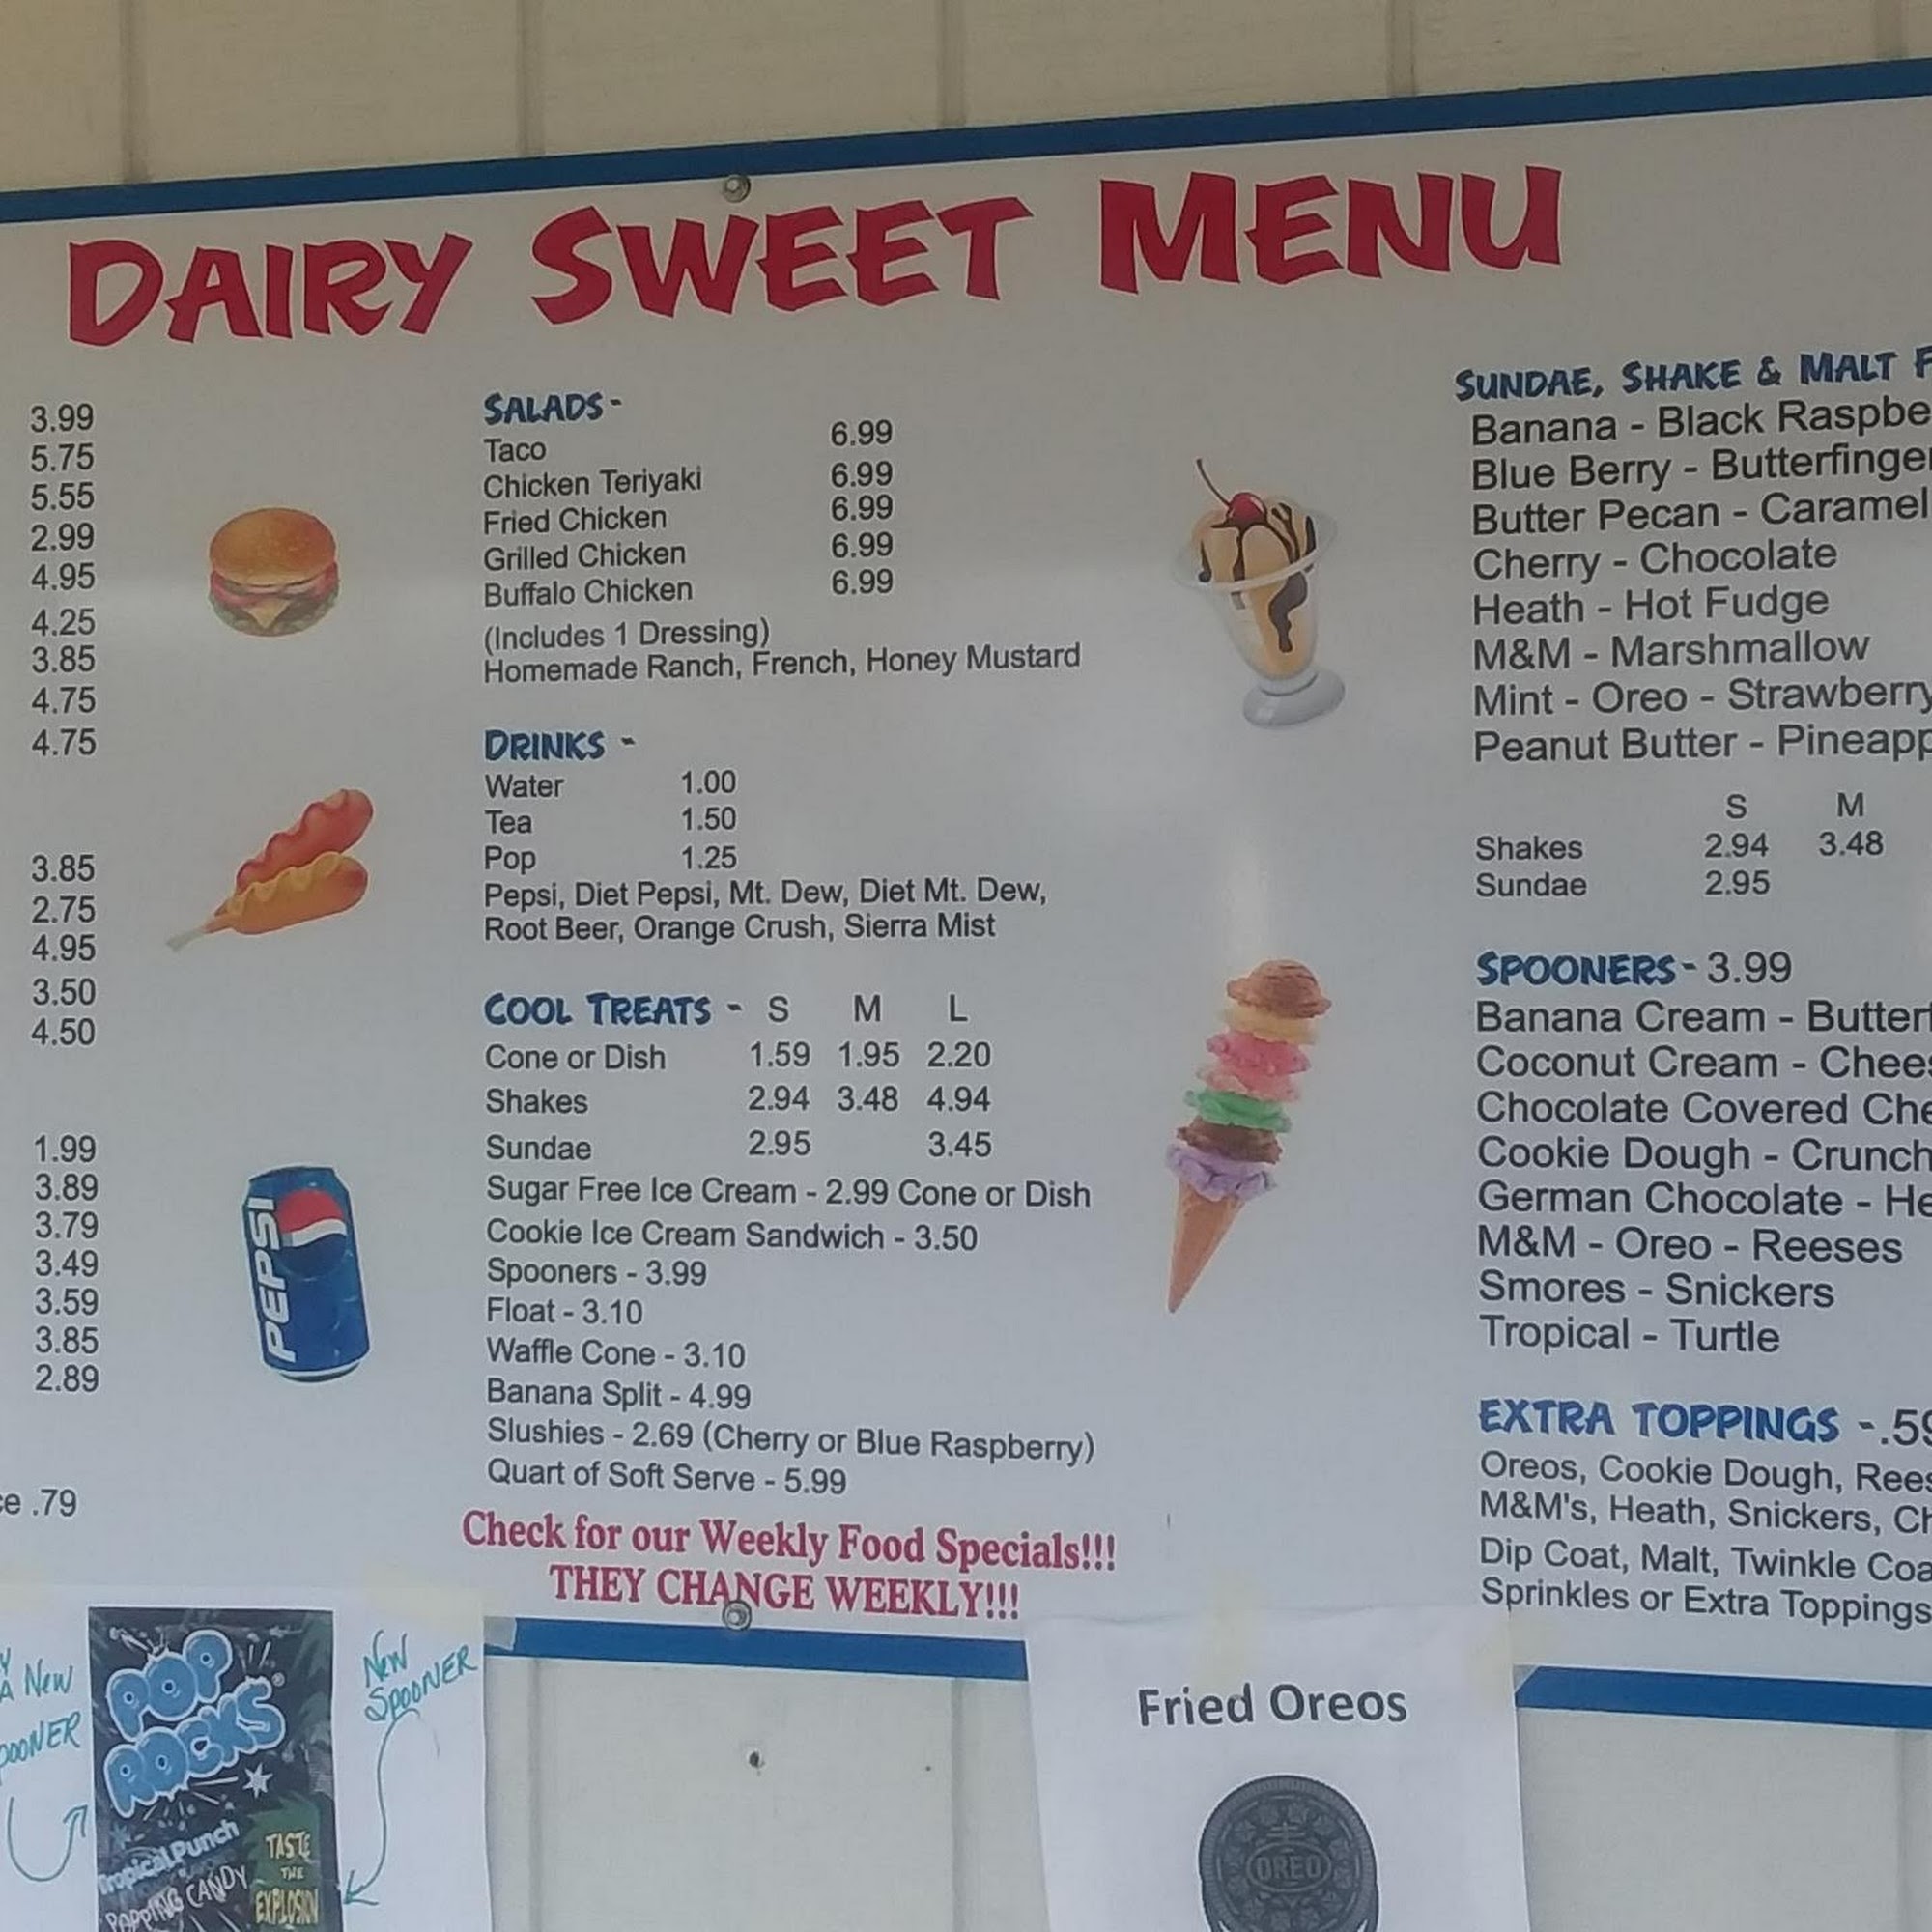 DAIRY SWEET MENU
3.99
5.75
5.55
2.99
4.95
4.25
3.85
4.75
4.75
3.85
2.75
4.95
3.50
4.50
1.99
3.89
3.79
3.49
3.59
3.85
2.89
.79
SALADS -
Taco 6.99
Chicken Teriyaki 6.99
Fried Chicken 6.99
Grilled Chicken 6.99
Buffalo Chicken 6.99
(Includes 1 Dressing)
Homemade Ranch, French, Honey Mustard
DRINKS -
Water 1.00
Tea 1.50
Pop 1.25
Pepsi, Diet Pepsi, Mt. Dew, Diet Mt. Dew,
Root Beer, Orange Crush, Sierra Mist
COOL TREATS - S M L
Cone or Dish 1.59 1.95 2.20
Shakes 2.94 3.48 4.94
Sundae 2.95 3.45
Sugar Free Ice Cream - 2.99 Cone or Dish
Cookie Ice Cream Sandwich - 3.50
Spooners - 3.99
Float - 3.10
Waffle Cone - 3.10
Banana Split - 4.99
Slushies - 2.69 (Cherry or Blue Raspberry)
Quart of Soft Serve - 5.99
Check for our Weekly Food Specials!!!
THEY CHANGE WEEKLY!!!
SUNDAE, SHAKE & MALT
Banana - Black
Blue Berry - Butterfinger
Butter Pecan - Caramel
Cherry - Chocolate
Heath - Hot Fudge
M&M - Marshmallow
Mint - Oreo - Strawberry
Peanut Butter -
S M
Shakes 2.94 3.48
Sundae 2.95
SPOONERS - 3.99
Banana Cream -
Coconut Cream -
Chocolate Covered
Cookie Dough - Crunch
German Chocolate -
M&M - Oreo - Reeses
Smores - Snickers
Tropical - Turtle
EXTRA TOPPINGS - .59
Oreos, Cookie Dough,
M&M's, Heath, Snickers,
Dip Coat, Malt, Twinkle
Sprinkles or Extra Toppings
PEPSI
A New
POP
ROCKS
Tropical Punch
POPPING CANDY
TASTE
THE
EXPLOSION
New
SPOONER
Fried Oreos
OREO